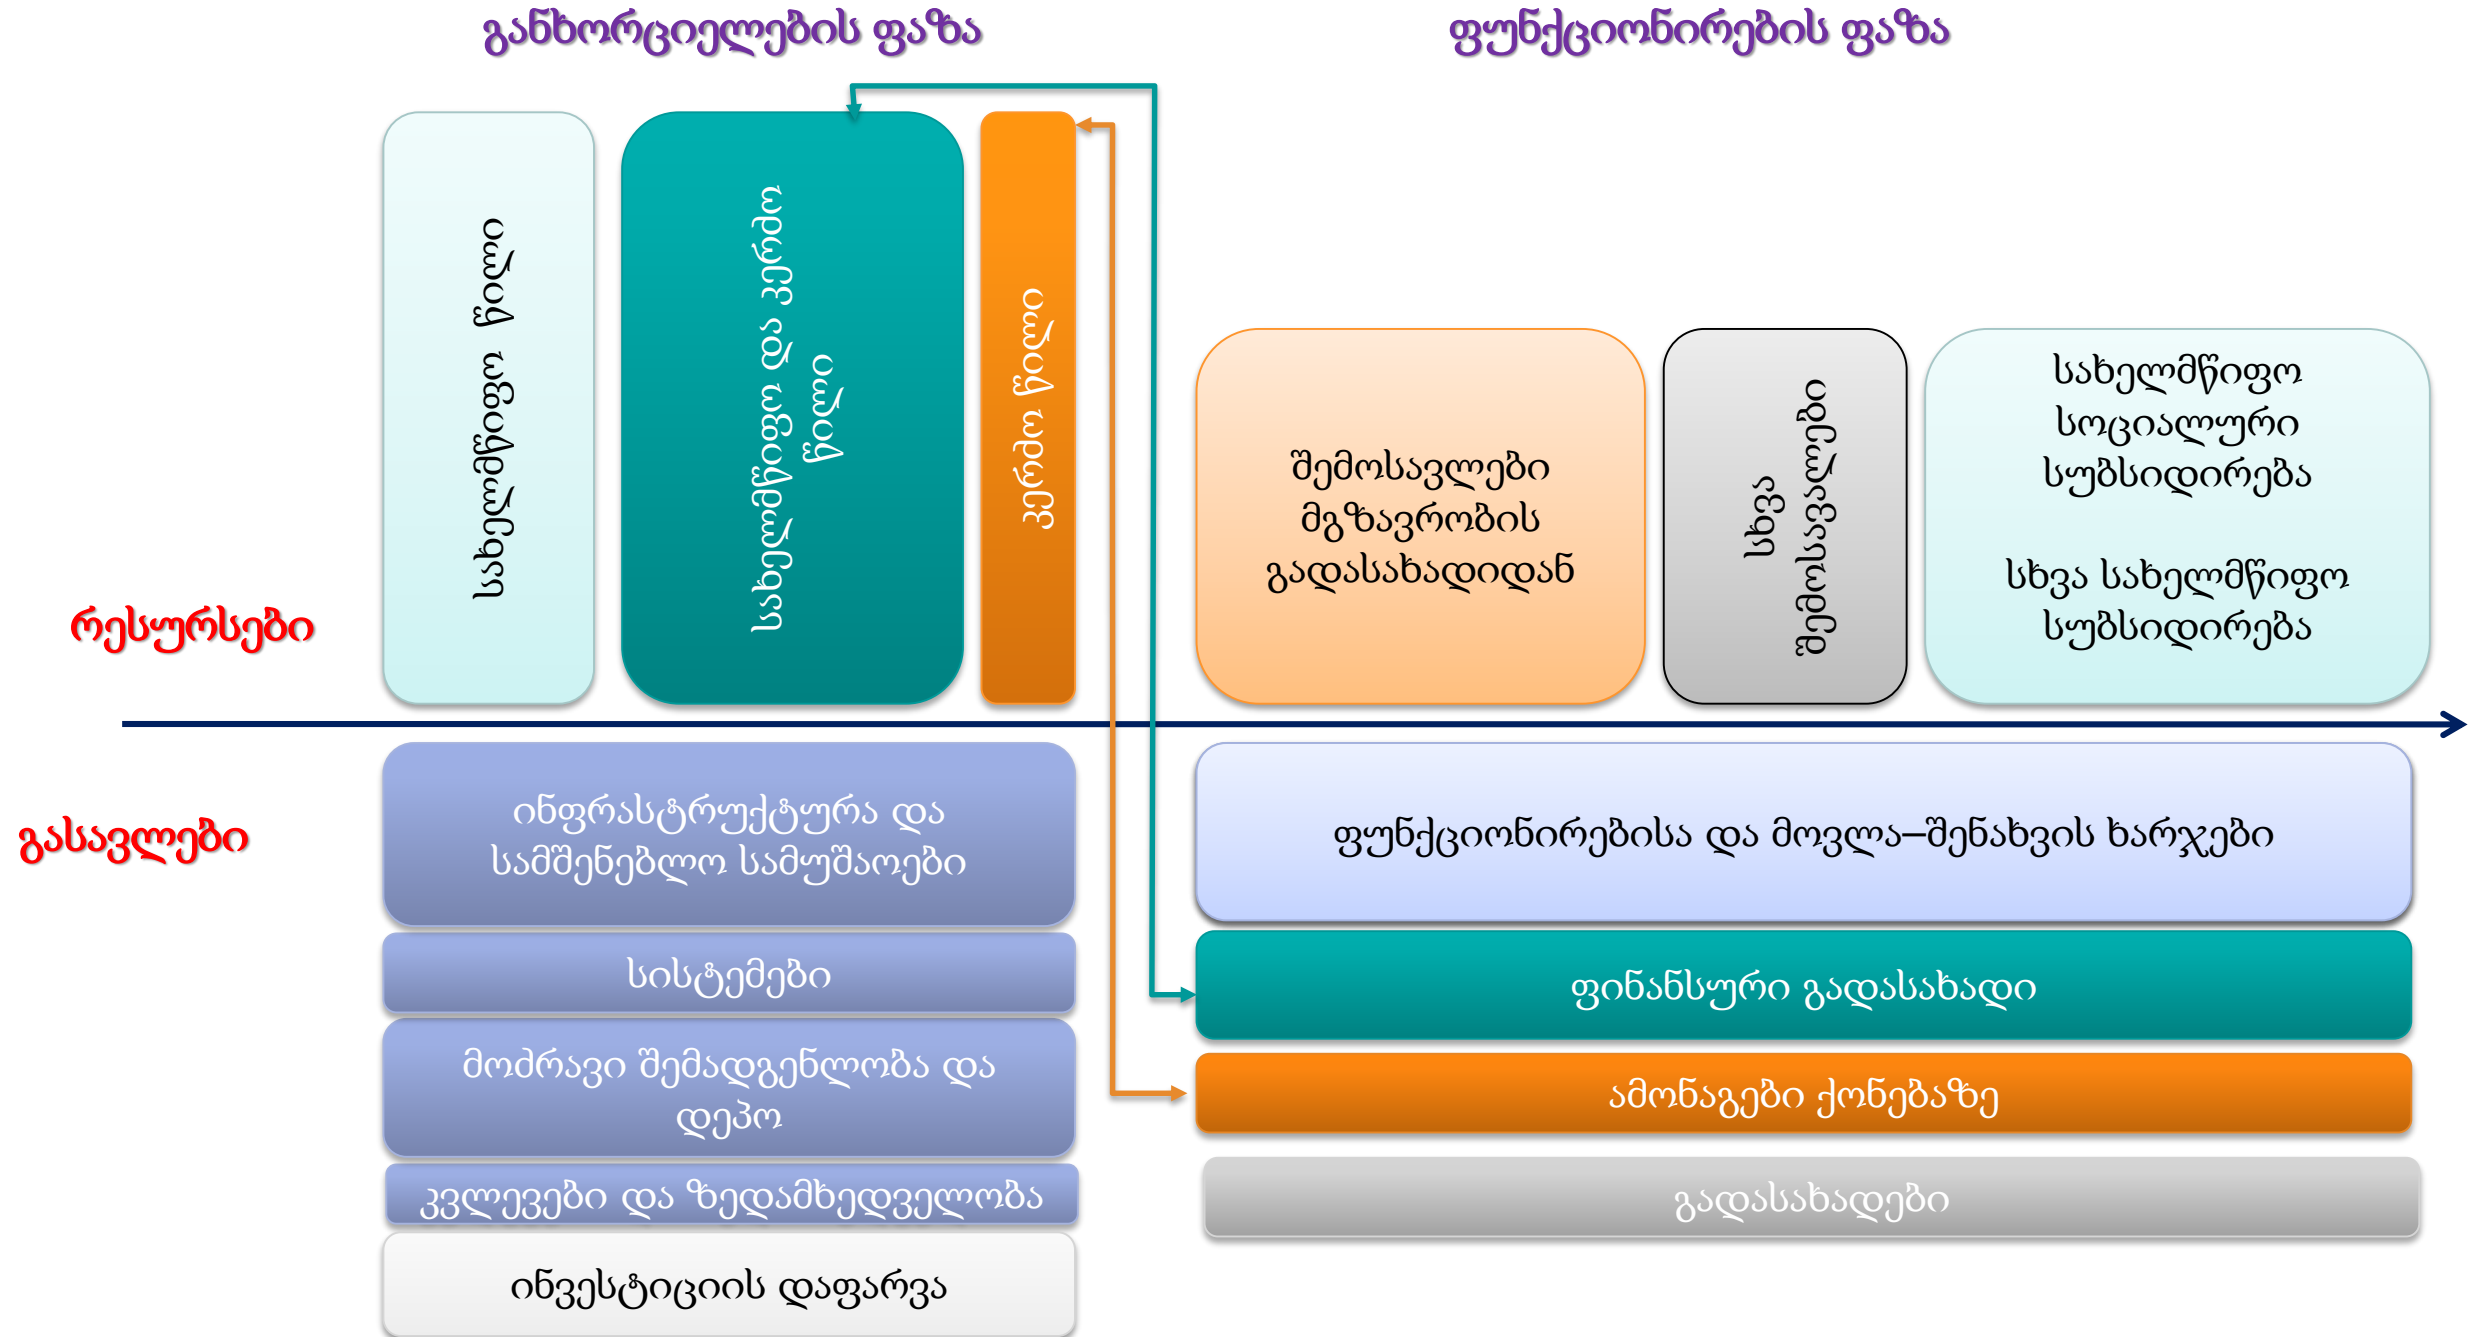 განხორციელების ფაზა
ფუნქციონირების ფაზა
სახელმწიფო წილი
სახელმწიფო და კერძო
წილი
კერძო წილი
შემოსავლები
მგზავრობის
გადასახადიდან
სხვა
შემოსავალები
სახელმწიფო
სოციალური
სუბსიდირება
სხვა სახელმწიფო
სუბსიდირება
რესურსები
გასავლები
ინფრასტრუქტურა და
სამშენებლო სამუშაოები
სისტემები
მოძრავი შემადგენლობა და
დეპო
კვლევები და ზედამხედველობა
ინვესტიციის დაფარვა
ფუნქციონირებისა და მოვლა–შენახვის ხარჯები
ფინანსური გადასახადი
ამონაგები ქონებაზე
გადასახადები